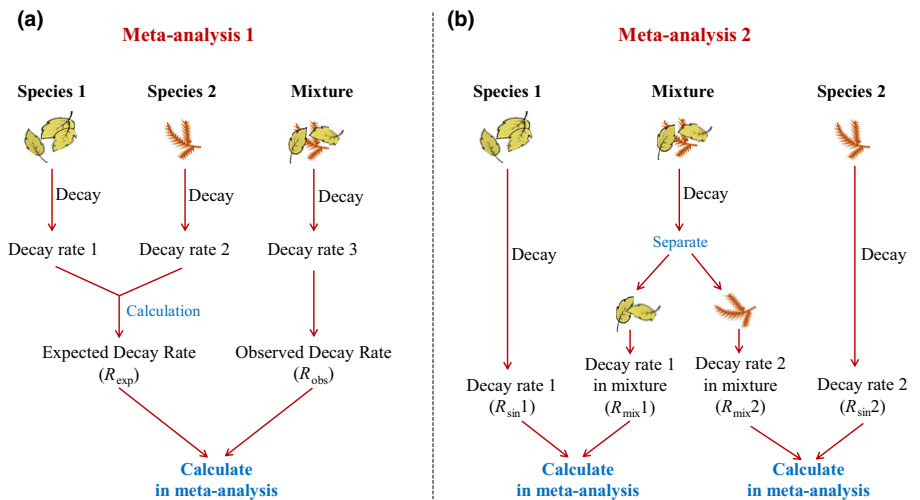 (a)
Meta-analysis 1
Species 1
Species 2
Mixture
Decay
Decay
Decay
Decay rate 1
Decay rate 2
Decay rate 3
Calculation
Expected Decay Rate
(Rexp)
Observed Decay Rate
(Robs)
Calculate
in meta-analysis
(b)
Meta-analysis 2
Species 1
Mixture
Species 2
Decay
Separate
Decay
Decay
Decay rate 1
(Rsin1)
Decay rate 1
in mixture
(Rmix1)
Decay rate 2
in mixture
(Rmix2)
Decay rate 2
(Rsin2)
Calculate
in meta-analysis
Calculate
in meta-analysis